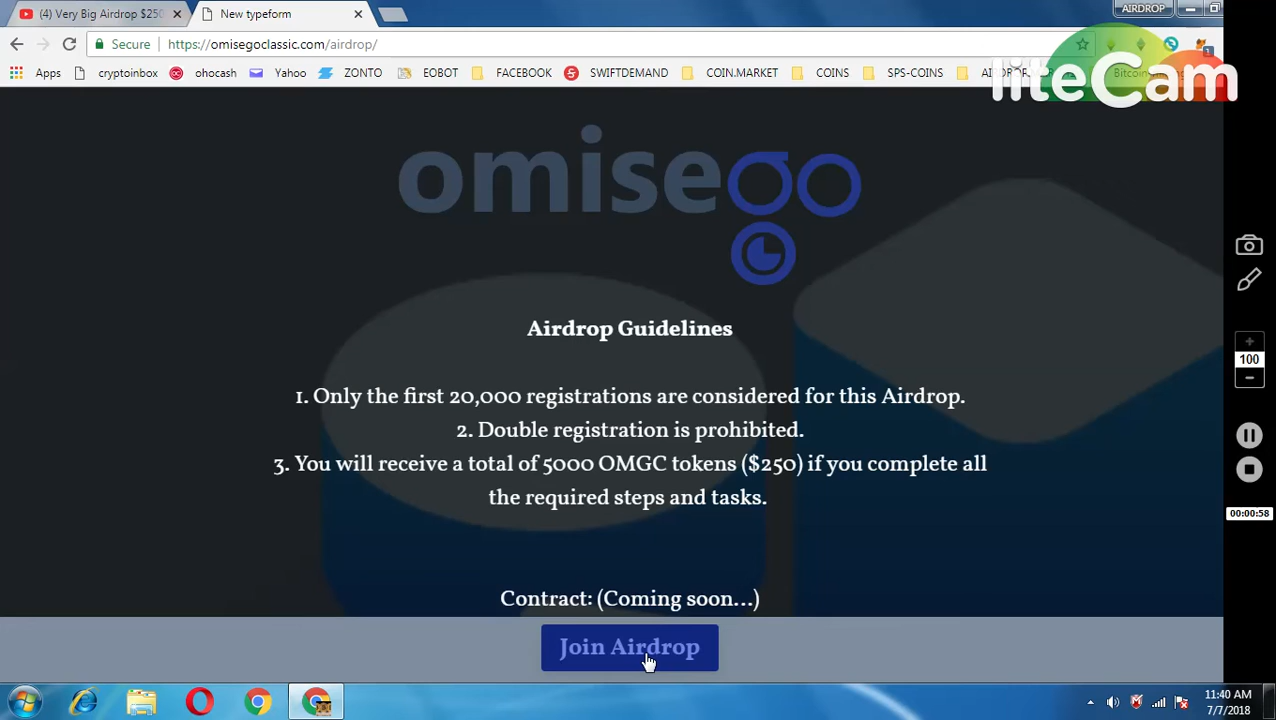 (4) Very Big Airdrop $250
New typeform
AIRDROP
Secure
https://omisegoclassic.com/airdrop/
Apps
cryptoinbox
ohocash
Yahoo
FACEBOOK
SWIFTDEMAND
COIN.MARKET
COINS
SPS-COINS
liteCam
omisego
Airdrop Guidelines
1. Only the first 20,000 registrations are considered for this Airdrop.
2. Double registration is prohibited.
3. You will receive a total of 5000 OMGC tokens ($250) if you complete all
the required steps and tasks.
Contract: (Coming soon...)
Join Airdrop
100
00:00:58
11:40 AM
7/7/2018